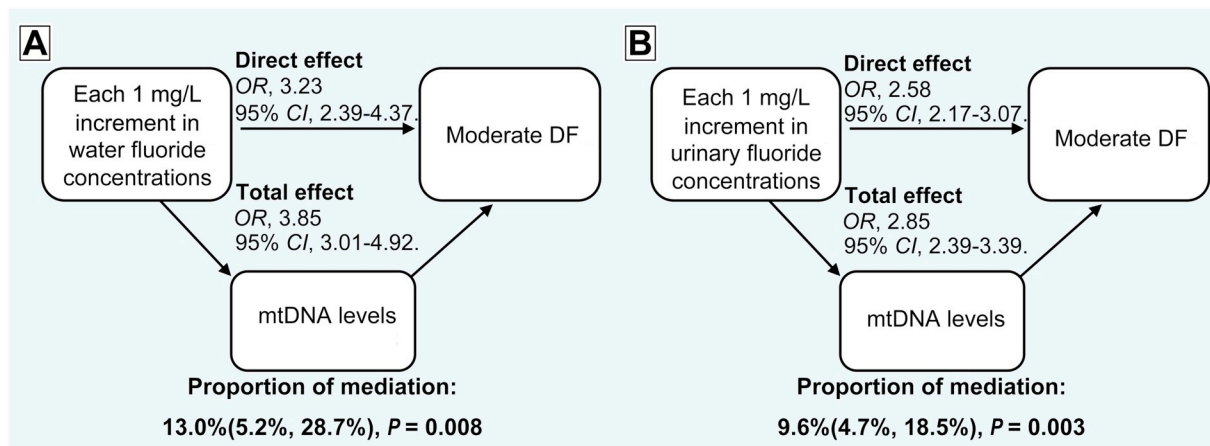 A
Each 1 mg/L
increment in
water fluoride
concentrations
Direct effect
OR, 3.23
95% CI, 2.39-4.37.
Moderate DF
Total effect
OR, 3.85
95% CI, 3.01-4.92.
mtDNA levels
Proportion of mediation:
13.0%(5.2%, 28.7%), P = 0.008
B
Each 1 mg/L
increment in
urinary fluoride
concentrations
Direct effect
OR, 2.58
95% CI, 2.17-3.07.
Moderate DF
Total effect
OR, 2.85
95% CI, 2.39-3.39.
mtDNA levels
Proportion of mediation:
9.6%(4.7%, 18.5%), P = 0.003